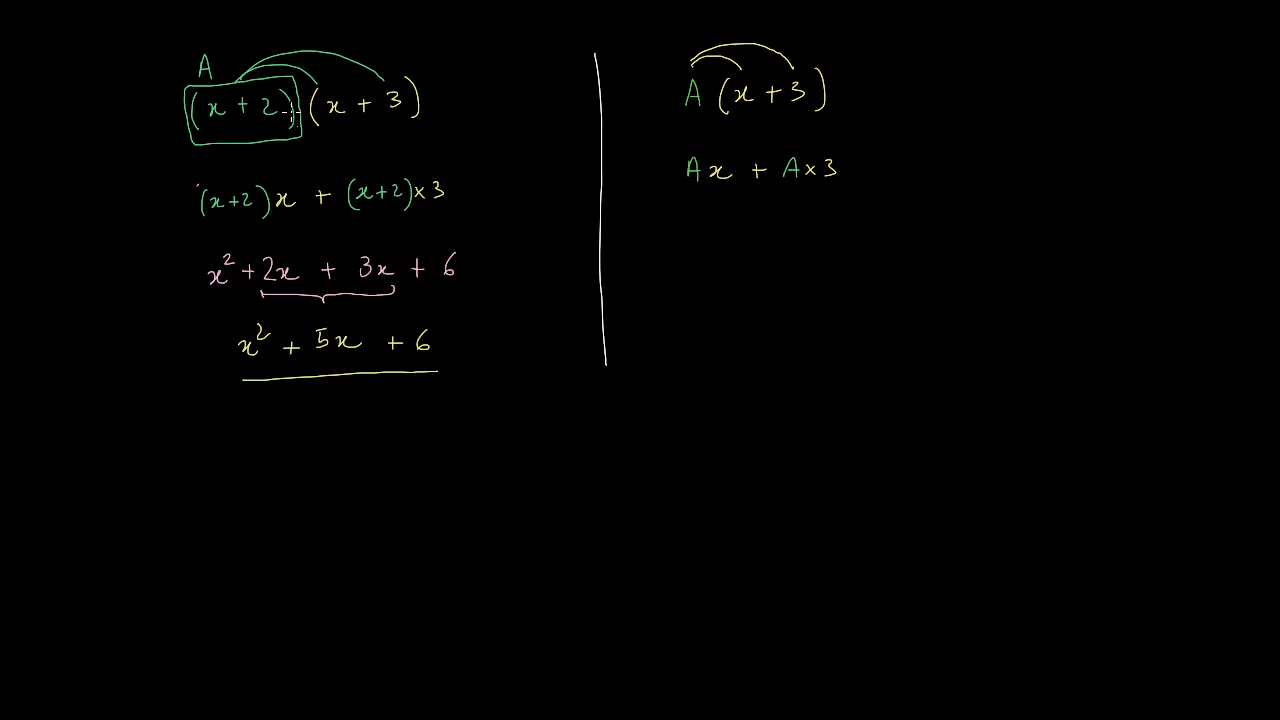 A
(x + 2) (x + 3)
(x+2)x + (x+2)×3
x² + 2x + 3x + 6
x² + 5x + 6
A (x + 3)
Ax + A×3